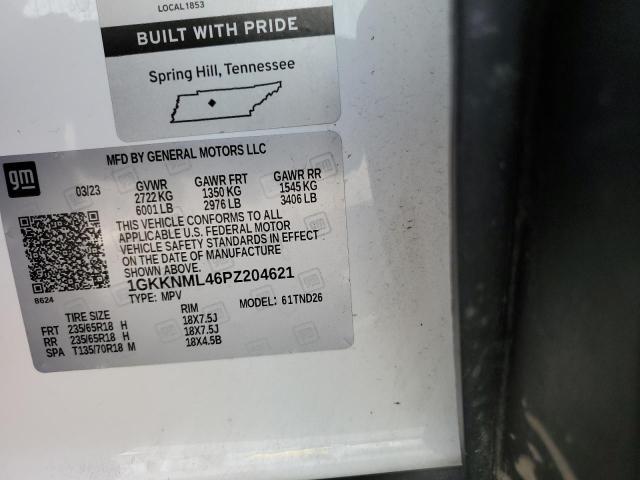 LOCAL 1853
BUILT WITH PRIDE
Spring Hill, Tennessee
gm
MFD BY GENERAL MOTORS LLC
03/23 GVWR GAWR FRT GAWR RR
2722 KG 1350 KG 1545 KG
6001 LB 2976 LB 3406 LB
THIS VEHICLE CONFORMS TO ALL
APPLICABLE U.S. FEDERAL MOTOR
VEHICLE SAFETY STANDARDS IN EFFECT
ON THE DATE OF MANUFACTURE
SHOWN ABOVE.
8624 1GKKNML46PZ204621
TYPE: MPV MODEL: 61TND26
TIRE SIZE RIM
FRT 235/65R18 H 18X7.5J
RR 235/65R18 H 18X7.5J
SPA T135/70R18 M 18X4.5B